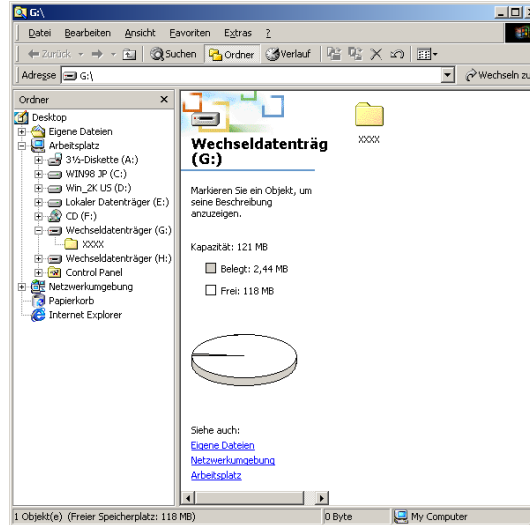 G:\
Datei Bearbeiten Ansicht Favoriten Extras ?
Zurück Suchen Ordner Verlauf
Adresse G:\ Wechseln zu
Ordner
Desktop
Eigene Dateien
Arbeitsplatz
3½-Diskette (A:)
WIN98 JP (C:)
Win_2K US (D:)
Lokaler Datenträger (E:)
CD (F:)
Wechseldatenträger (G:)
XXXX
Wechseldatenträger (H:)
Control Panel
Netzwerkumgebung
Papierkorb
Internet Explorer
Wechseldatenträg
(G:)
Markieren Sie ein Objekt, um
seine Beschreibung
anzuzeigen.
Kapazität: 121 MB
Belegt: 2,44 MB
Frei: 118 MB
Siehe auch:
Eigene Dateien
Netzwerkumgebung
Arbeitsplatz
XXXX
1 Objekt(e) (Freier Speicherplatz: 118 MB) 0 Byte My Computer